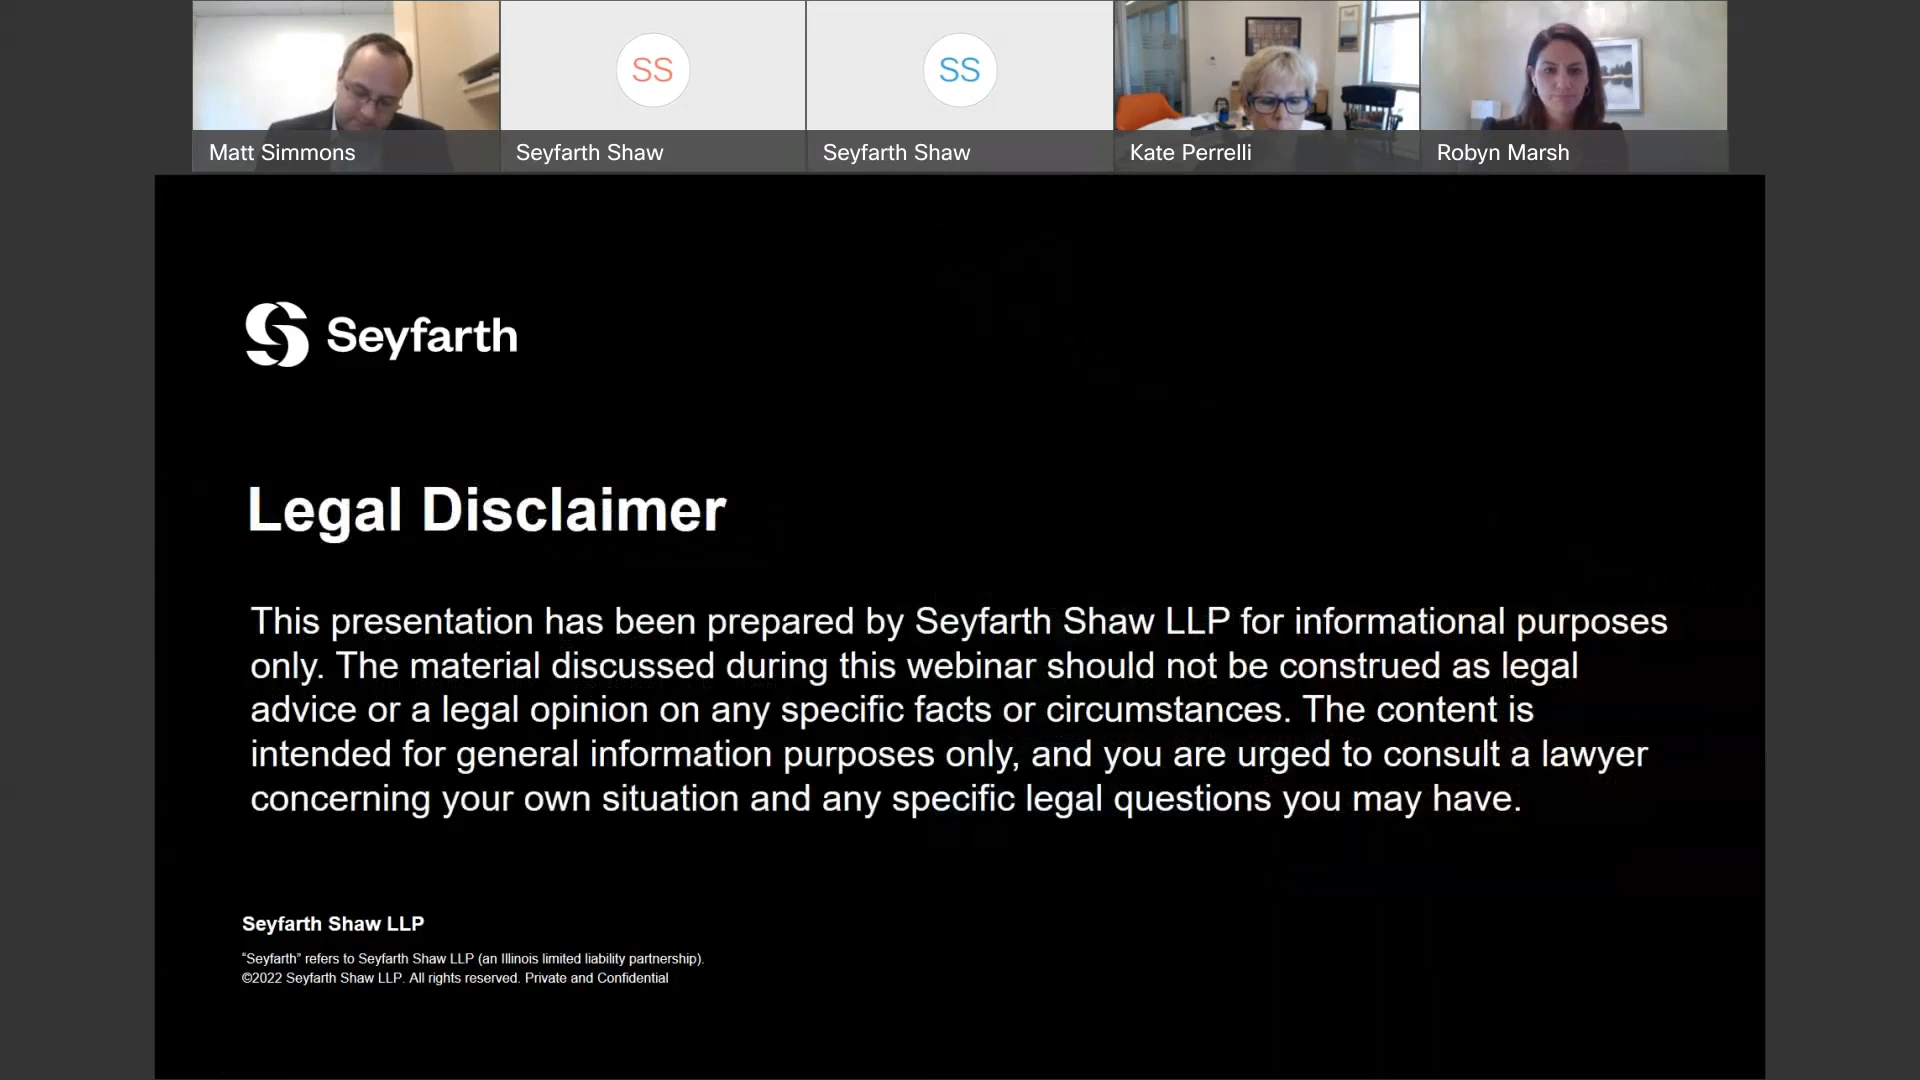 Matt Simmons
SS
Seyfarth Shaw
SS
Seyfarth Shaw
Kate Perrelli
Robyn Marsh
Seyfarth
Legal Disclaimer
This presentation has been prepared by Seyfarth Shaw LLP for informational purposes
only. The material discussed during this webinar should not be construed as legal
advice or a legal opinion on any specific facts or circumstances. The content is
intended for general information purposes only, and you are urged to consult a lawyer
concerning your own situation and any specific legal questions you may have.
Seyfarth Shaw LLP
“Seyfarth” refers to Seyfarth Shaw LLP (an Illinois limited liability partnership).
©2022 Seyfarth Shaw LLP. All rights reserved. Private and Confidential